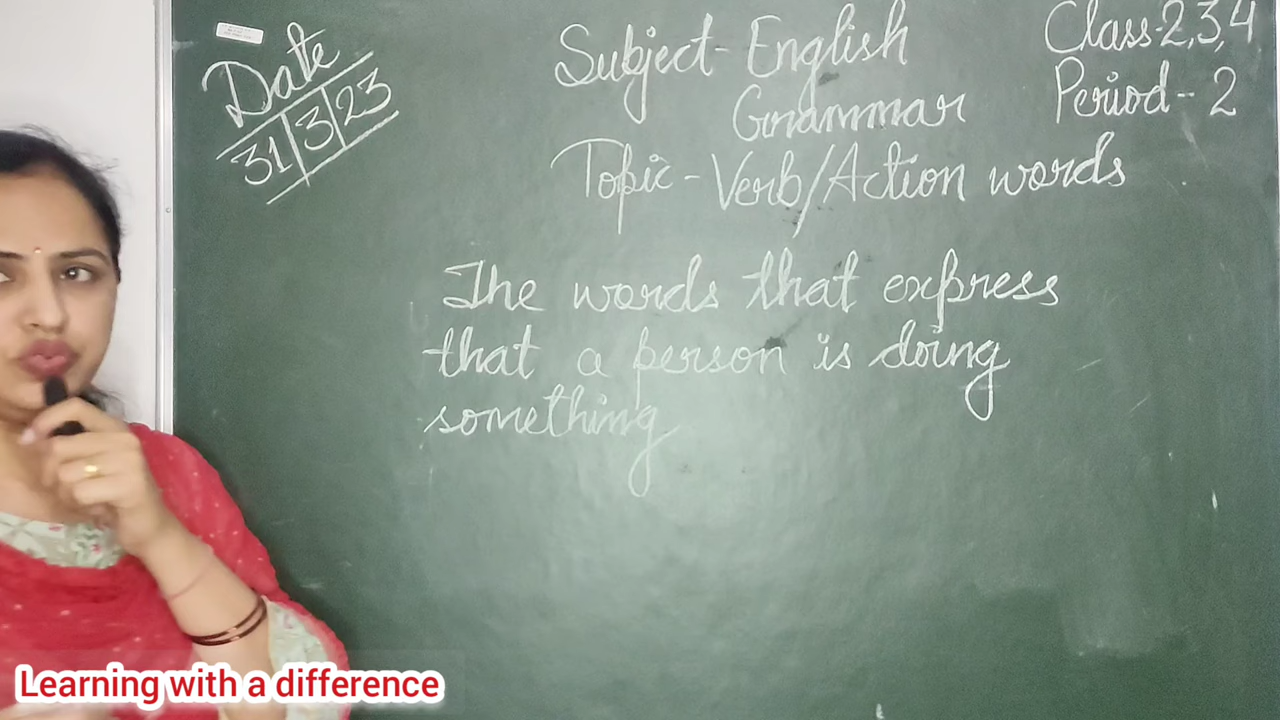 Date
31|3|23
Subject- English
Grammar
Class-2,3,4
Period-2
Topic-Verb/Action words
The words that express
that a person is doing
something
Learning with a difference